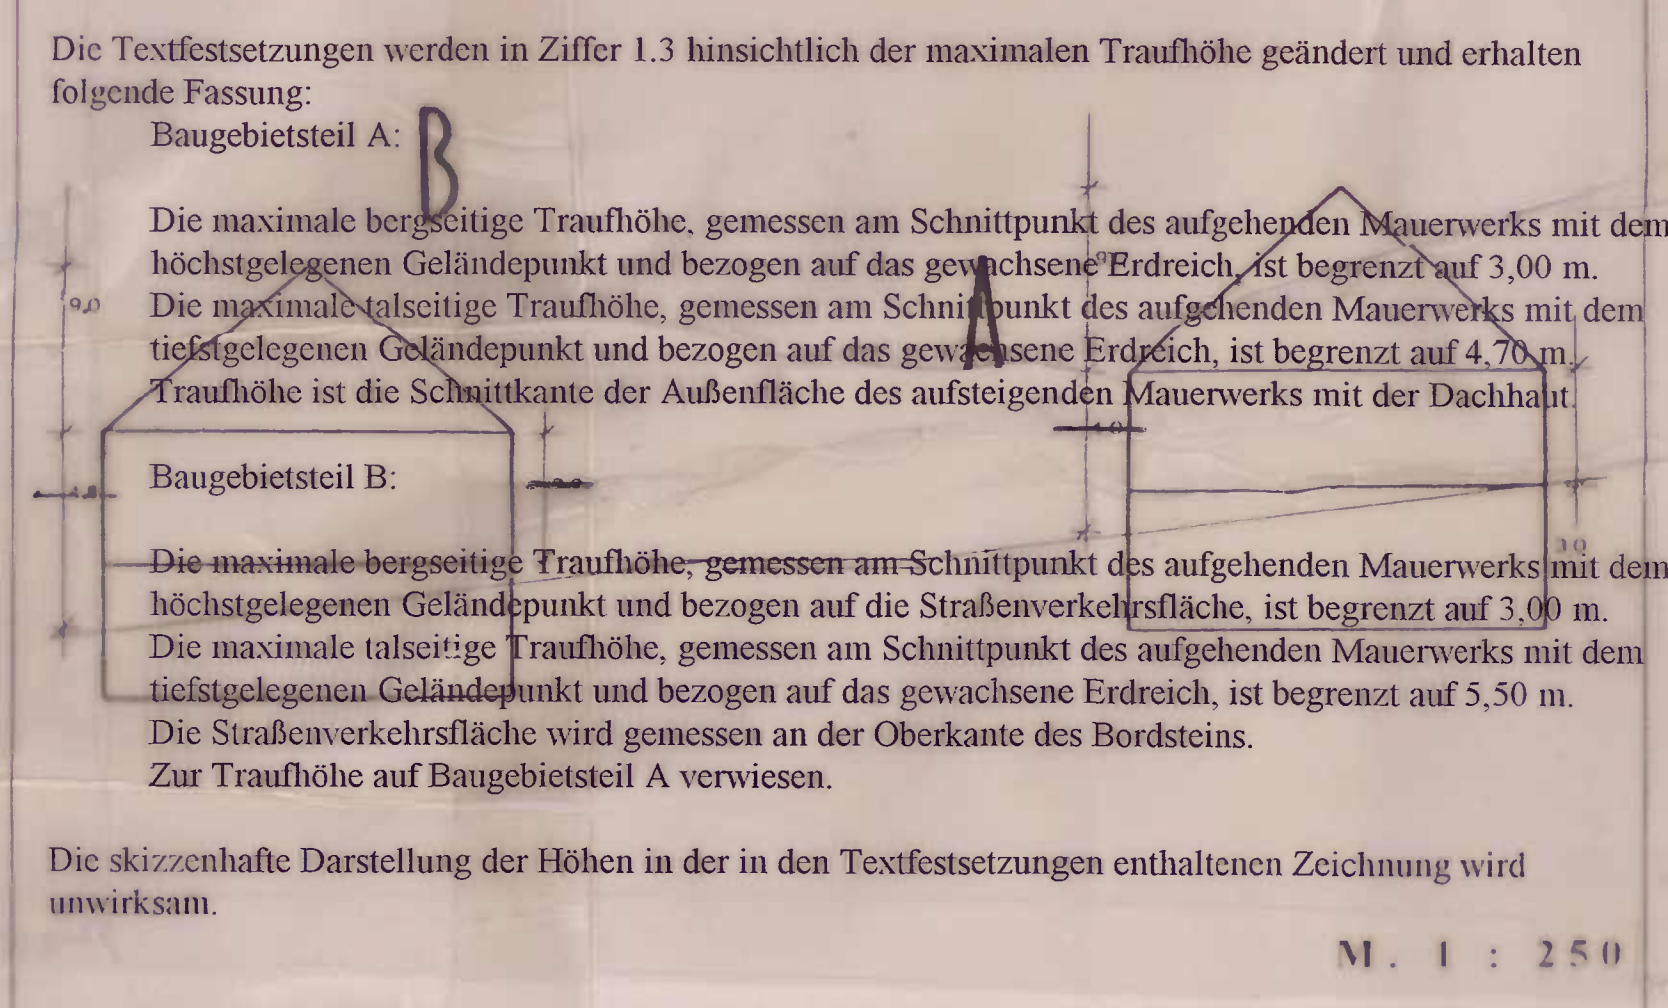 Die Textfestsetzungen werden in Ziffer 1.3 hinsichtlich der maximalen Traufhöhe geändert und erhalten
folgende Fassung:
Baugebietsteil A:
B
Die maximale bergseitige Traufhöhe, gemessen am Schnittpunkt des aufgehenden Mauerwerks mit dem
höchstgelegenen Geländepunkt und bezogen auf das gewachsene Erdreich, ist begrenzt auf 3,00 m.
A
9,0
Die maximale talseitige Traufhöhe, gemessen am Schnittpunkt des aufgehenden Mauerwerks mit dem
tiefstgelegenen Geländepunkt und bezogen auf das gewachsene Erdreich, ist begrenzt auf 4,70 m.
Traufhöhe ist die Schnittkante der Außenfläche des aufsteigenden Mauerwerks mit der Dachhaut.
Baugebietsteil B:
Die maximale bergseitige Traufhöhe, gemessen am Schnittpunkt des aufgehenden Mauerwerks mit dem
höchstgelegenen Geländepunkt und bezogen auf die Straßenverkehrsfläche, ist begrenzt auf 3,00 m.
Die maximale talseitige Traufhöhe, gemessen am Schnittpunkt des aufgehenden Mauerwerks mit dem
tiefstgelegenen Geländepunkt und bezogen auf das gewachsene Erdreich, ist begrenzt auf 5,50 m.
Die Straßenverkehrsfläche wird gemessen an der Oberkante des Bordsteins.
Zur Traufhöhe auf Baugebietsteil A verwiesen.
Die skizzenhafte Darstellung der Höhen in der in den Textfestsetzungen enthaltenen Zeichnung wird
unwirksam.
M. 1 : 250